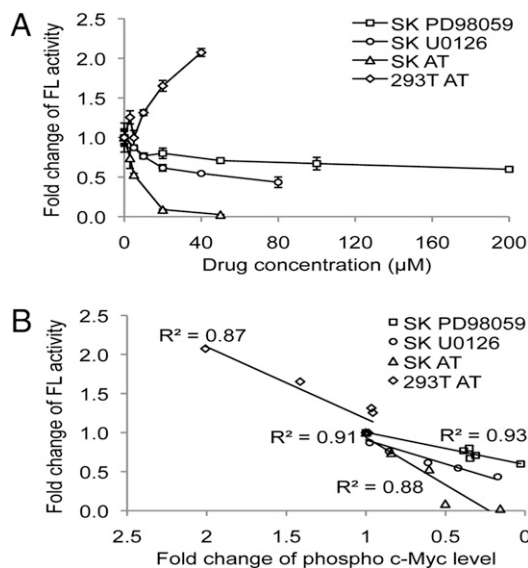 A
SK PD98059
SK U0126
SK AT
293T AT
Fold change of FL activity
2.5
2.0
1.5
1.0
0.5
0.0
0 40 80 120 160 200
Drug concentration (µM)
B
SK PD98059
SK U0126
SK AT
293T AT
Fold change of FL activity
2.5
2.0
1.5
1.0
0.5
0.0
R² = 0.87
R² = 0.91
R² = 0.93
R² = 0.88
2.5 2 1.5 1 0.5 0
Fold change of phospho c-Myc level